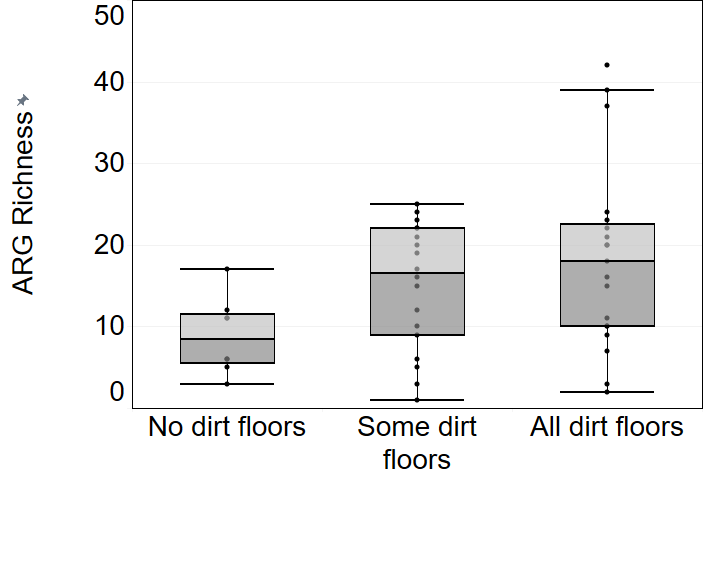 ARG Richness
50
40
30
20
10
0
No dirt floors
Some dirt
floors
All dirt floors